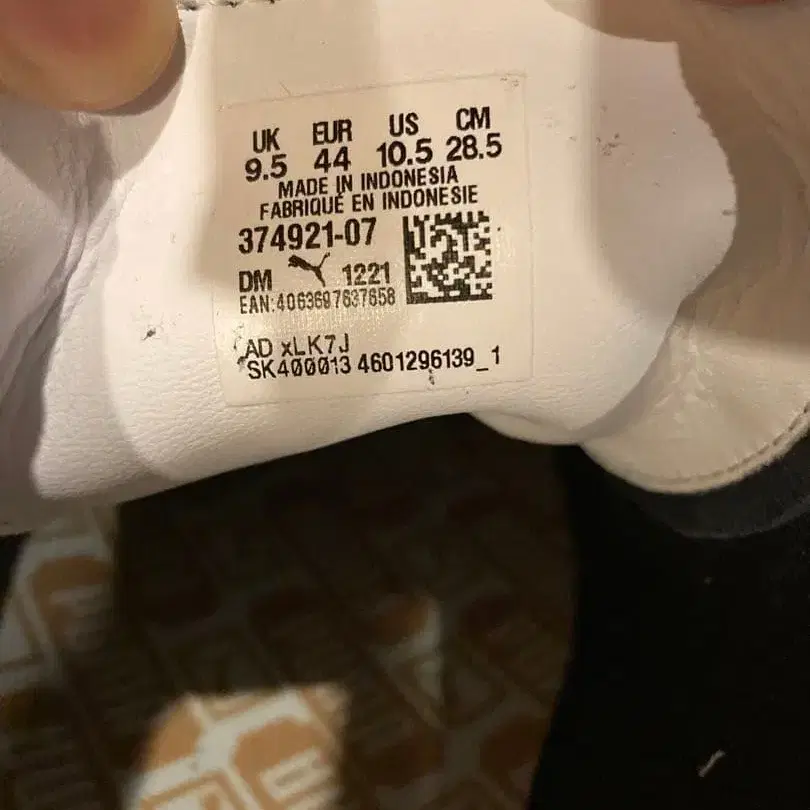 UK EUR US CM
9.5 44 10.5 28.5
MADE IN INDONESIA
FABRIQUÉ EN INDONESIE
374921-07
DM 1221
EAN:4063697637658
AD xLK7J
SK400013 4601296139_1